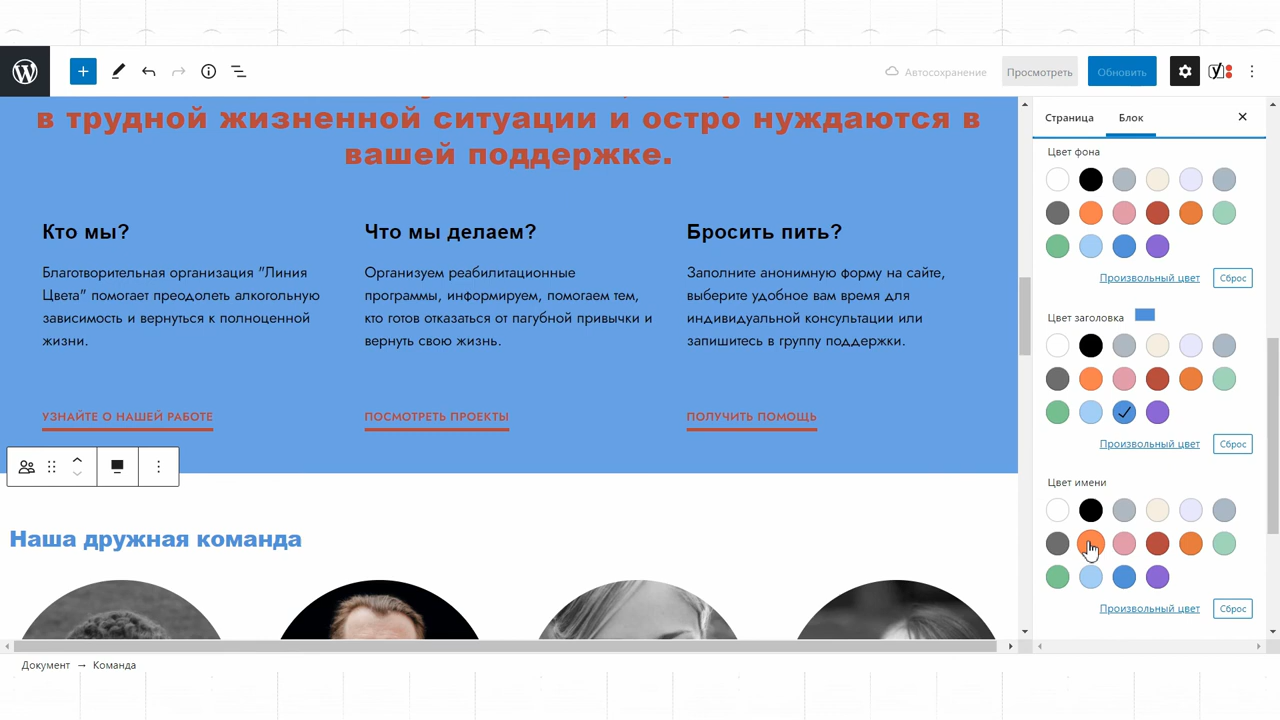 Автосохранение
Просмотреть
Обновить
в трудной жизненной ситуации и остро нуждаются в
вашей поддержке.
Кто мы?
Благотворительная организация "Линия
Цвета" помогает преодолеть алкогольную
зависимость и вернуться к полноценной
жизни.
УЗНАЙТЕ О НАШЕЙ РАБОТЕ
Что мы делаем?
Организуем реабилитационные
программы, информируем, помогаем тем,
кто готов отказаться от пагубной привычки и
вернуть свою жизнь.
ПОСМОТРЕТЬ ПРОЕКТЫ
Бросить пить?
Заполните анонимную форму на сайте,
выберите удобное вам время для
индивидуальной консультации или
запишитесь в группу поддержки.
ПОЛУЧИТЬ ПОМОЩЬ
Наша дружная команда
Страница
Блок
Цвет фона
Произвольный цвет
Сброс
Цвет заголовка
Произвольный цвет
Сброс
Цвет имени
Произвольный цвет
Сброс
Документ → Команда